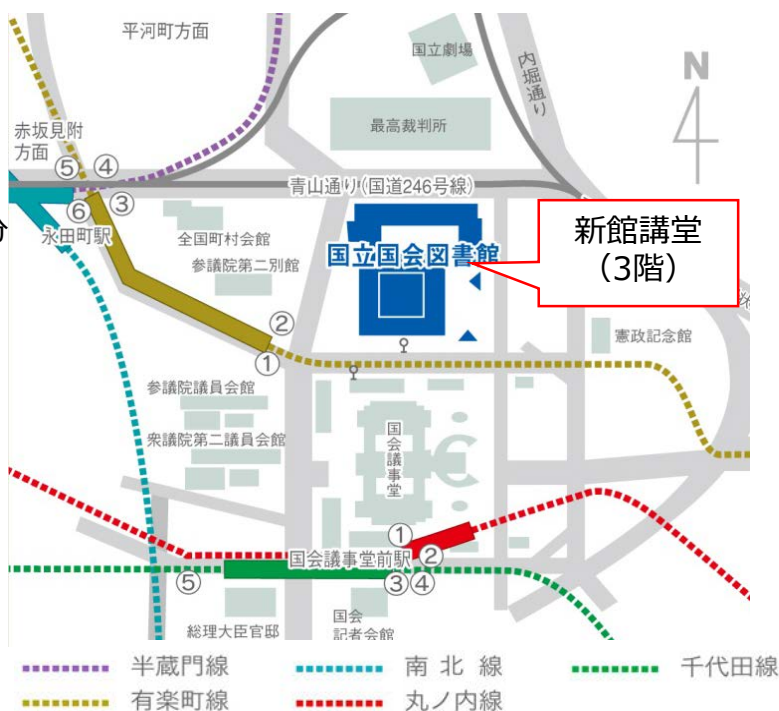 平河町方面
国立劇場
内堀通り
N
最高裁判所
赤坂見附
方面
⑤
④
青山通り(国道246号線)
⑥
③
分
永田町駅
全国町村会館
参議院第二別館
国立国会図書館
新館講堂
(3階)
②
①
憲政記念館
参議院議員会館
衆議院第二議員会館
国会議事堂
①
国会議事堂前駅
②
⑤
③④
総理大臣官邸
国会
記者会館
半蔵門線
南北線
千代田線
有楽町線
丸ノ内線